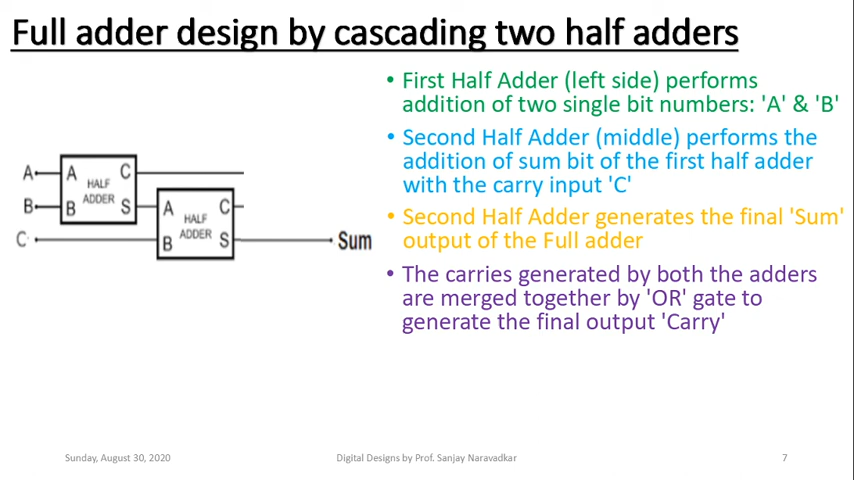 Full adder design by cascading two half adders
• First Half Adder (left side) performs
addition of two single bit numbers: 'A' & 'B'
• Second Half Adder (middle) performs the
addition of sum bit of the first half adder
with the carry input 'C'
• Second Half Adder generates the final 'Sum'
output of the Full adder
• The carries generated by both the adders
are merged together by 'OR' gate to
generate the final output 'Carry'
A A C
HALF
ADDER
B B S A C
HALF
ADDER
C B S Sum
Sunday, August 30, 2020 Digital Designs by Prof. Sanjay Naravadkar 7